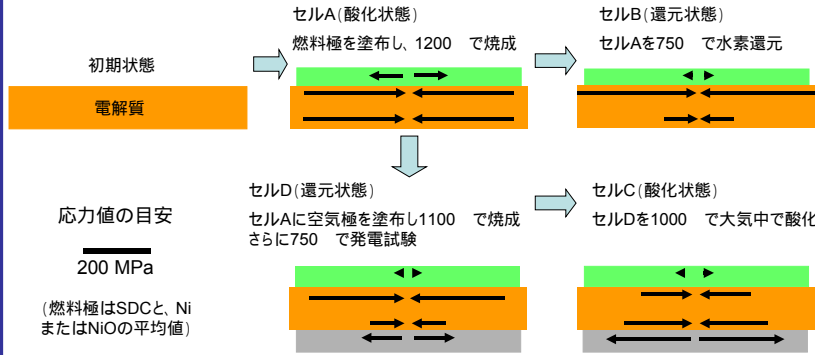 初期状態
電解質
セルA(酸化状態)
燃料極を塗布し、1200　で焼成
セルB(還元状態)
セルAを750　で水素還元
応力値の目安
200 MPa
(燃料極はSDCと、Ni
またはNiOの平均値)
セルD(還元状態)
セルAに空気極を塗布し1100　で焼成
さらに750　で発電試験
セルC(酸化状態)
セルDを1000　で大気中で酸化